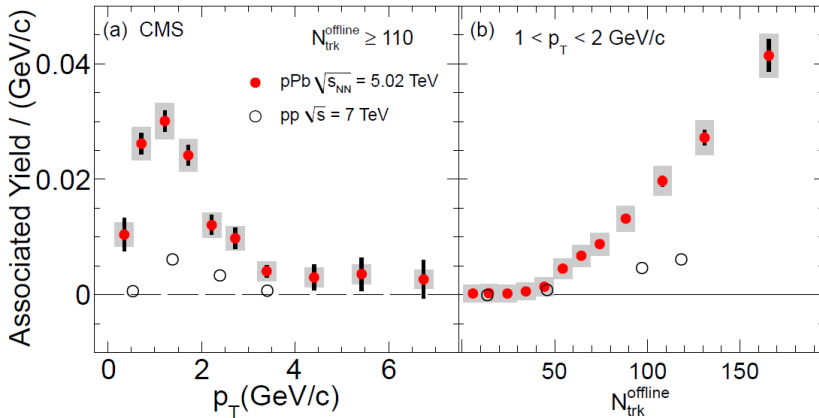 (a) CMS
N_trk^offline ≥ 110
pPb √s_NN = 5.02 TeV
pp √s = 7 TeV
(b) 1 < p_T < 2 GeV/c
Associated Yield / (GeV/c)
0.04
0.02
0
0 2 4 6
p_T(GeV/c)
50 100 150
N_trk^offline